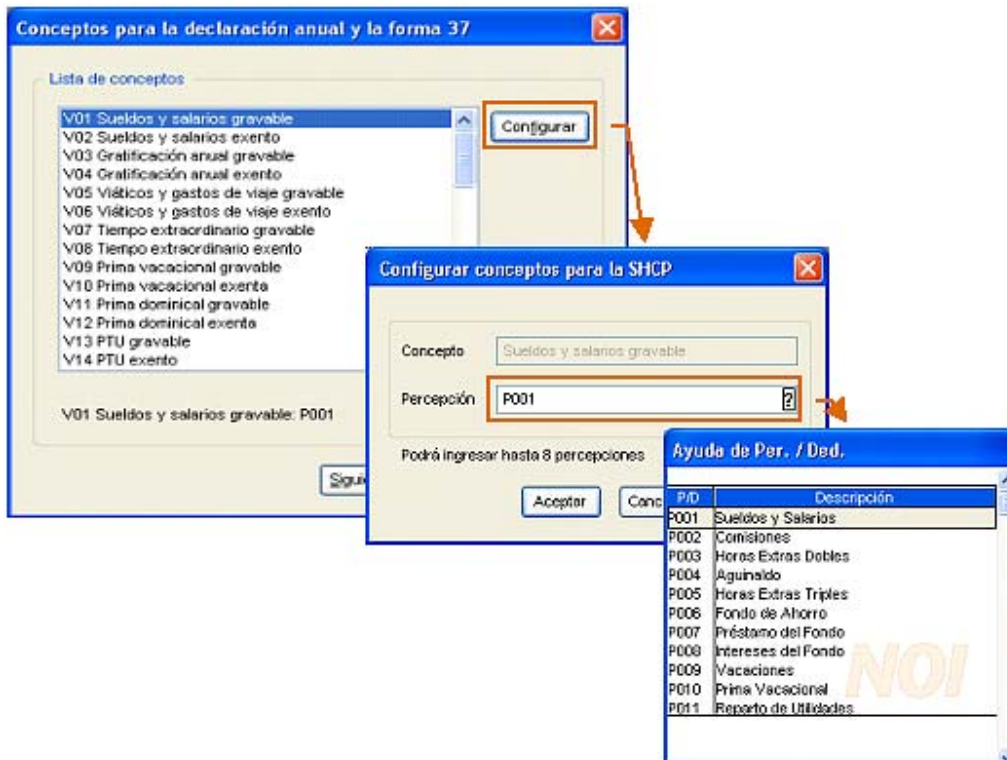 Conceptos para la declaración anual y la forma 37
Lista de conceptos
V01 Sueldos y salarios gravable
V02 Sueldos y salarios exento
V03 Gratificación anual gravable
V04 Gratificación anual exento
V05 Viáticos y gastos de viaje gravable
V06 Viáticos y gastos de viaje exento
V07 Tiempo extraordinario gravable
V08 Tiempo extraordinario exento
V09 Prima vacacional gravable
V10 Prima vacacional exenta
V11 Prima dominical gravable
V12 Prima dominical exenta
V13 PTU gravable
V14 PTU exento
Configurar
V01 Sueldos y salarios gravable: P001
Sigui
Configurar conceptos para la SHCP
Concepto
Sueldos y salarios gravable
Percepción
P001
?
Podrá ingresar hasta 8 percepciones
Aceptar
Canc
Ayuda de Per. / Ded.
P/D Descripción
P001 Sueldos y Salarios
P002 Comisiones
P003 Horas Extras Dobles
P004 Aguinaldo
P005 Horas Extras Triples
P006 Fondo de Ahorro
P007 Préstamo del Fondo
P008 Intereses del Fondo
P009 Vacaciones
P010 Prima Vacacional
P011 Reparto de Utilidades
NOI